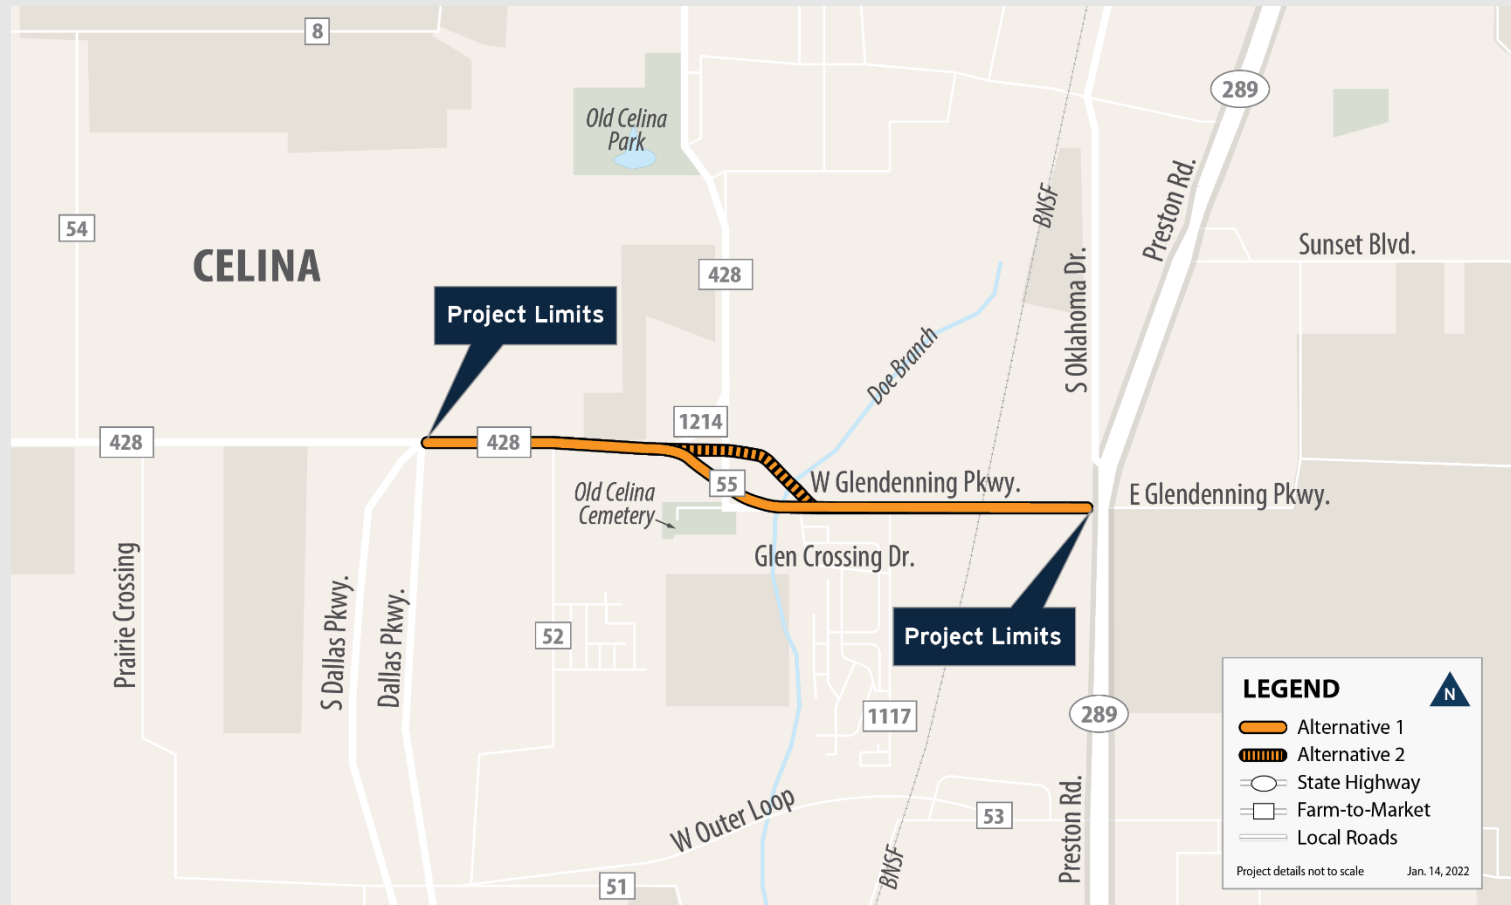 8
289
Old Celina
Park
54
CELINA
BNSF
Preston Rd.
Sunset Blvd.
428
S Oklahoma Dr.
Project Limits
Doe Branch
1214
428
428
55
W Glendenning Pkwy.
E Glendenning Pkwy.
Old Celina
Cemetery
Glen Crossing Dr.
Prairie Crossing
S Dallas Pkwy.
Dallas Pkwy.
52
Project Limits
1117
289
W Outer Loop
53
Preston Rd.
BNSF
51
LEGEND
N
Alternative 1
Alternative 2
State Highway
Farm-to-Market
Local Roads
Project details not to scale
Jan. 14, 2022